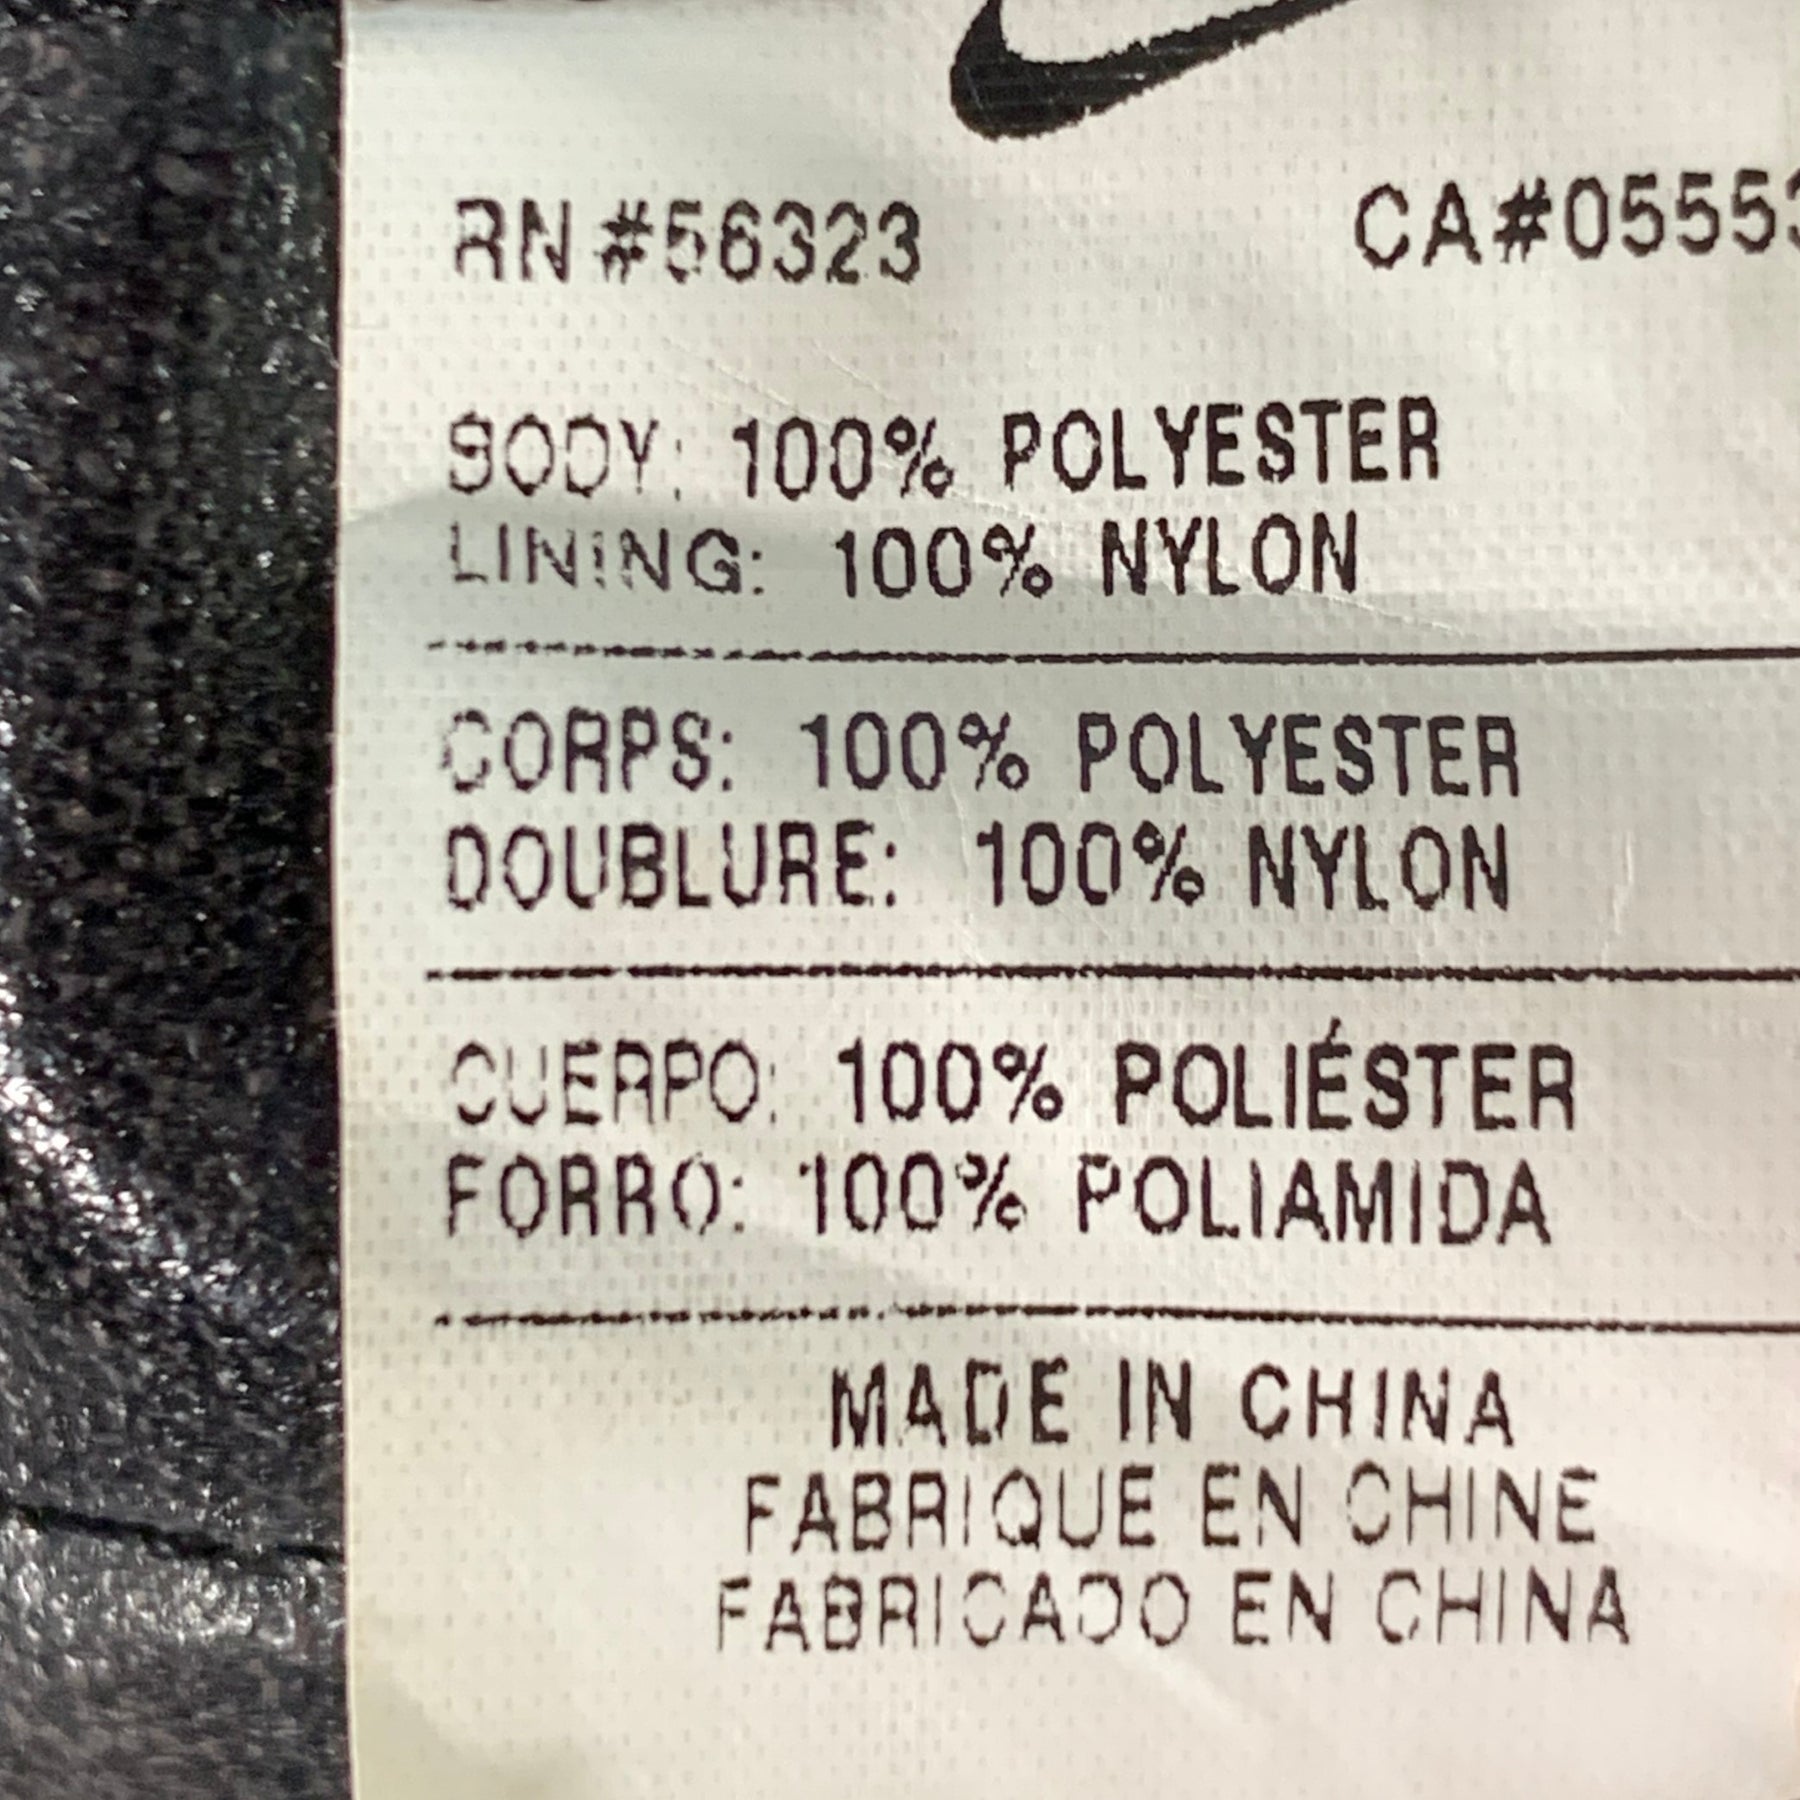 RN #56323 CA#05553
BODY: 100% POLYESTER
LINING: 100% NYLON
CORPS: 100% POLYESTER
DOUBLURE: 100% NYLON
CUERPO: 100% POLIÉSTER
FORRO: 100% POLIAMIDA
MADE IN CHINA
FABRIQUE EN CHINE
FABRICADO EN CHINA